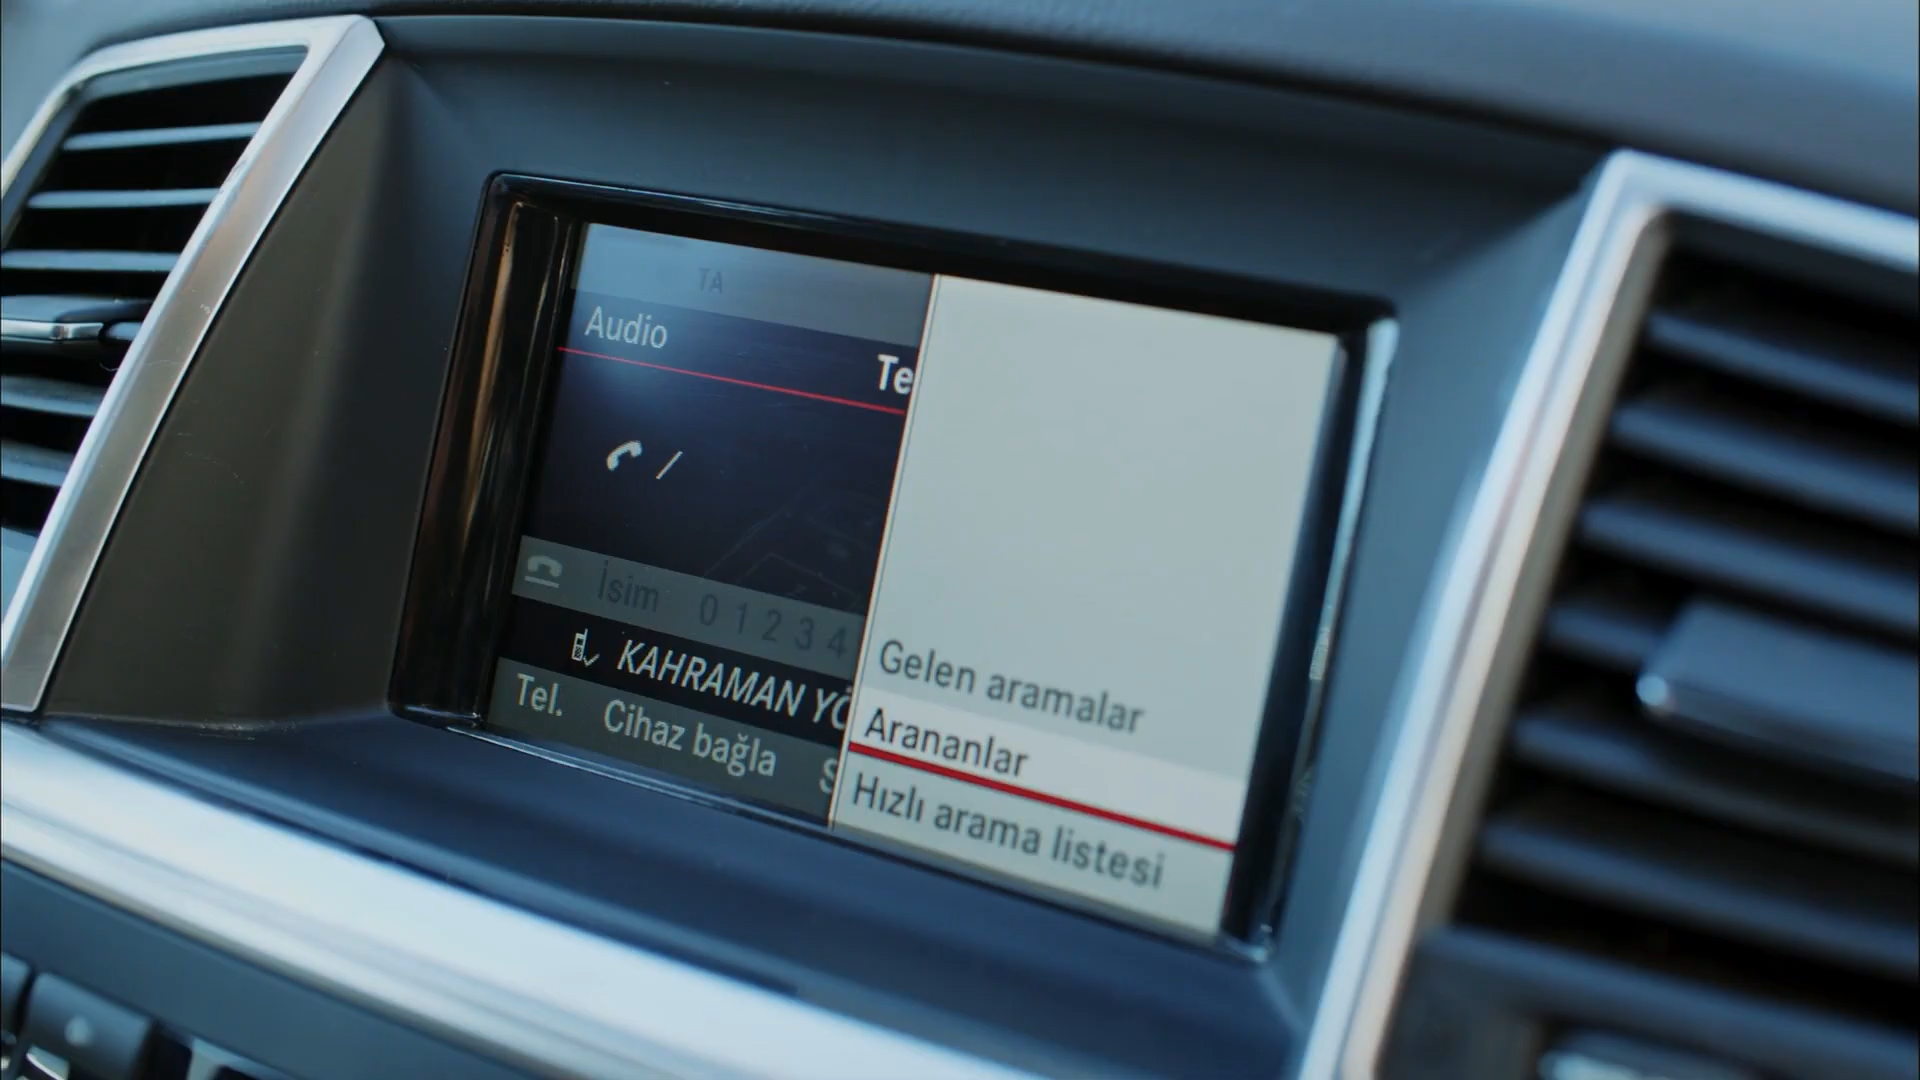 TA
Audio
Te
/
İsim 0 1 2 3 4
KAHRAMAN YÖ
Tel. Cihaz bağla S
Gelen aramalar
Arananlar
Hızlı arama listesi